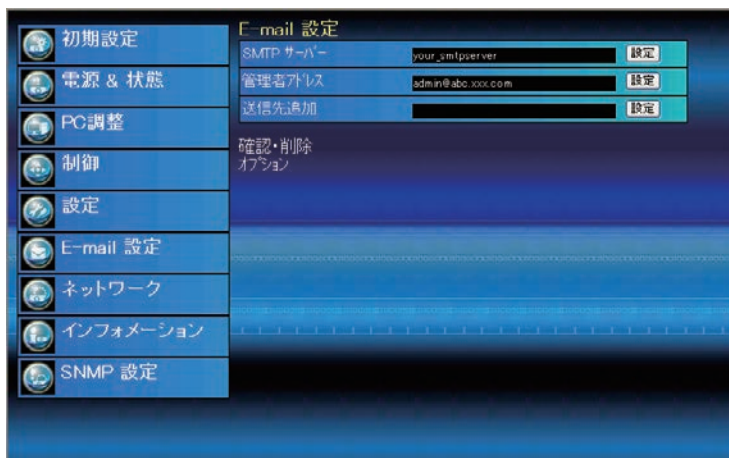 初期設定
電源 & 状態
PC調整
制御
設定
E-mail 設定
ネットワーク
インフォメーション
SNMP 設定
E-mail 設定
SMTP サーバー your_smtpserver 設定
管理者アドレス admin@abc.xxx.com 設定
送信先追加 設定
確認・削除
オプション